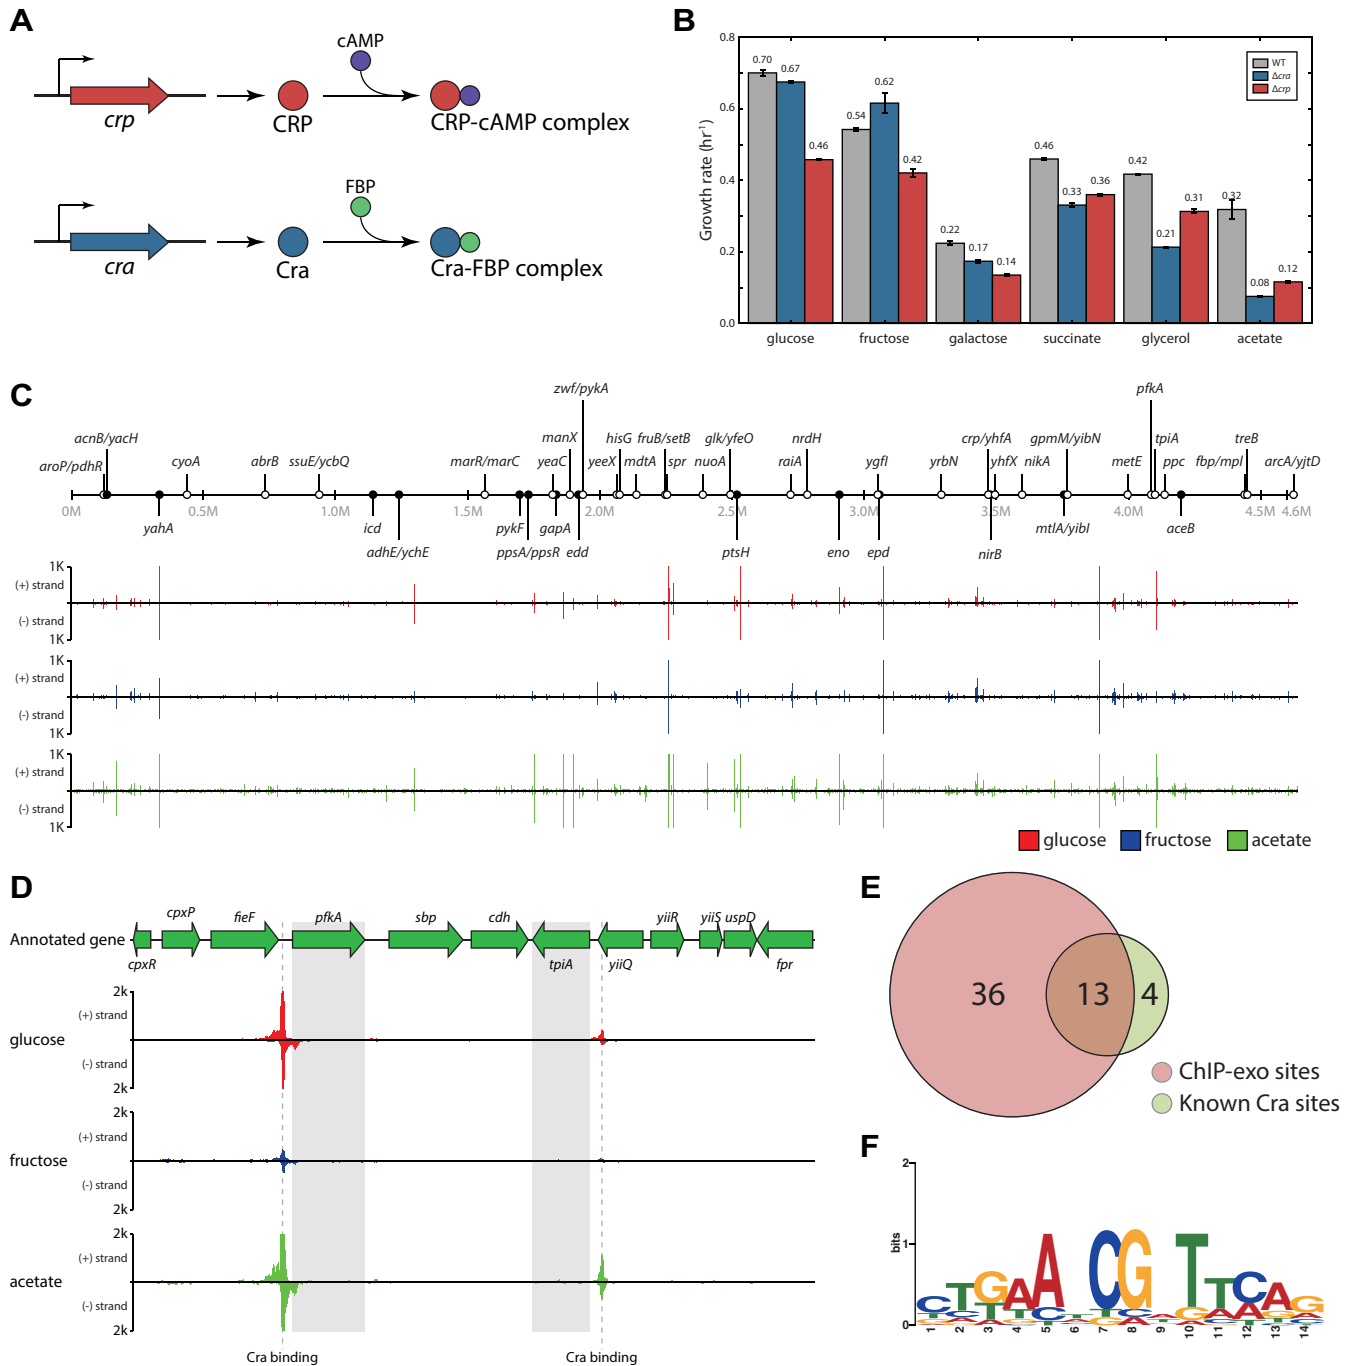 A
cAMP
crp
CRP
CRP-cAMP complex
FBP
cra
Cra
Cra-FBP complex
B
0.8
0.6
0.4
0.2
0.0
Growth rate (hr-1)
0.70
0.67
0.46
0.54
0.62
0.42
0.22
0.17
0.14
0.46
0.33
0.36
0.42
0.21
0.31
0.32
0.08
0.12
WT
Δcra
Δcrp
glucose
fructose
galactose
succinate
glycerol
acetate
C
zwf/pykA
pfkA
acnB/yacH
manX
hisG
fruB/setB
glk/yfeO
nrdH
crp/yhfA
gpmM/yibN
tpiA
treB
aroP/pdhR
cyoA
abrB
ssuE/ycbQ
marR/marC
yeaC
yeeX
mdtA
spr
nuoA
raiA
ygfI
yrbN
yhfX
nikA
metE
ppc
fbp/mpl
arcA/yjtD
0M
0.5M
1.0M
1.5M
2.0M
2.5M
3.0M
3.5M
4.0M
4.5M
4.6M
yahA
icd
pykF
gapA
mtlA/yibI
aceB
adhE/ychE
ppsA/ppsR
edd
ptsH
eno
epd
nirB
1K
(+) strand
(-) strand
1K
1K
(+) strand
(-) strand
1K
1K
(+) strand
(-) strand
1K
glucose
fructose
acetate
D
cpxP
fieF
pfkA
sbp
cdh
yiiR
yiiS
uspD
Annotated gene
cpxR
tpiA
yiiQ
fpr
2k
(+) strand
glucose
(-) strand
2k
2k
(+) strand
fructose
(-) strand
2k
2k
(+) strand
acetate
(-) strand
2k
Cra binding
Cra binding
E
36
13
4
ChIP-exo sites
Known Cra sites
F
2
1
0
bits
1
2
3
4
5
6
7
8
9
10
11
12
13
14